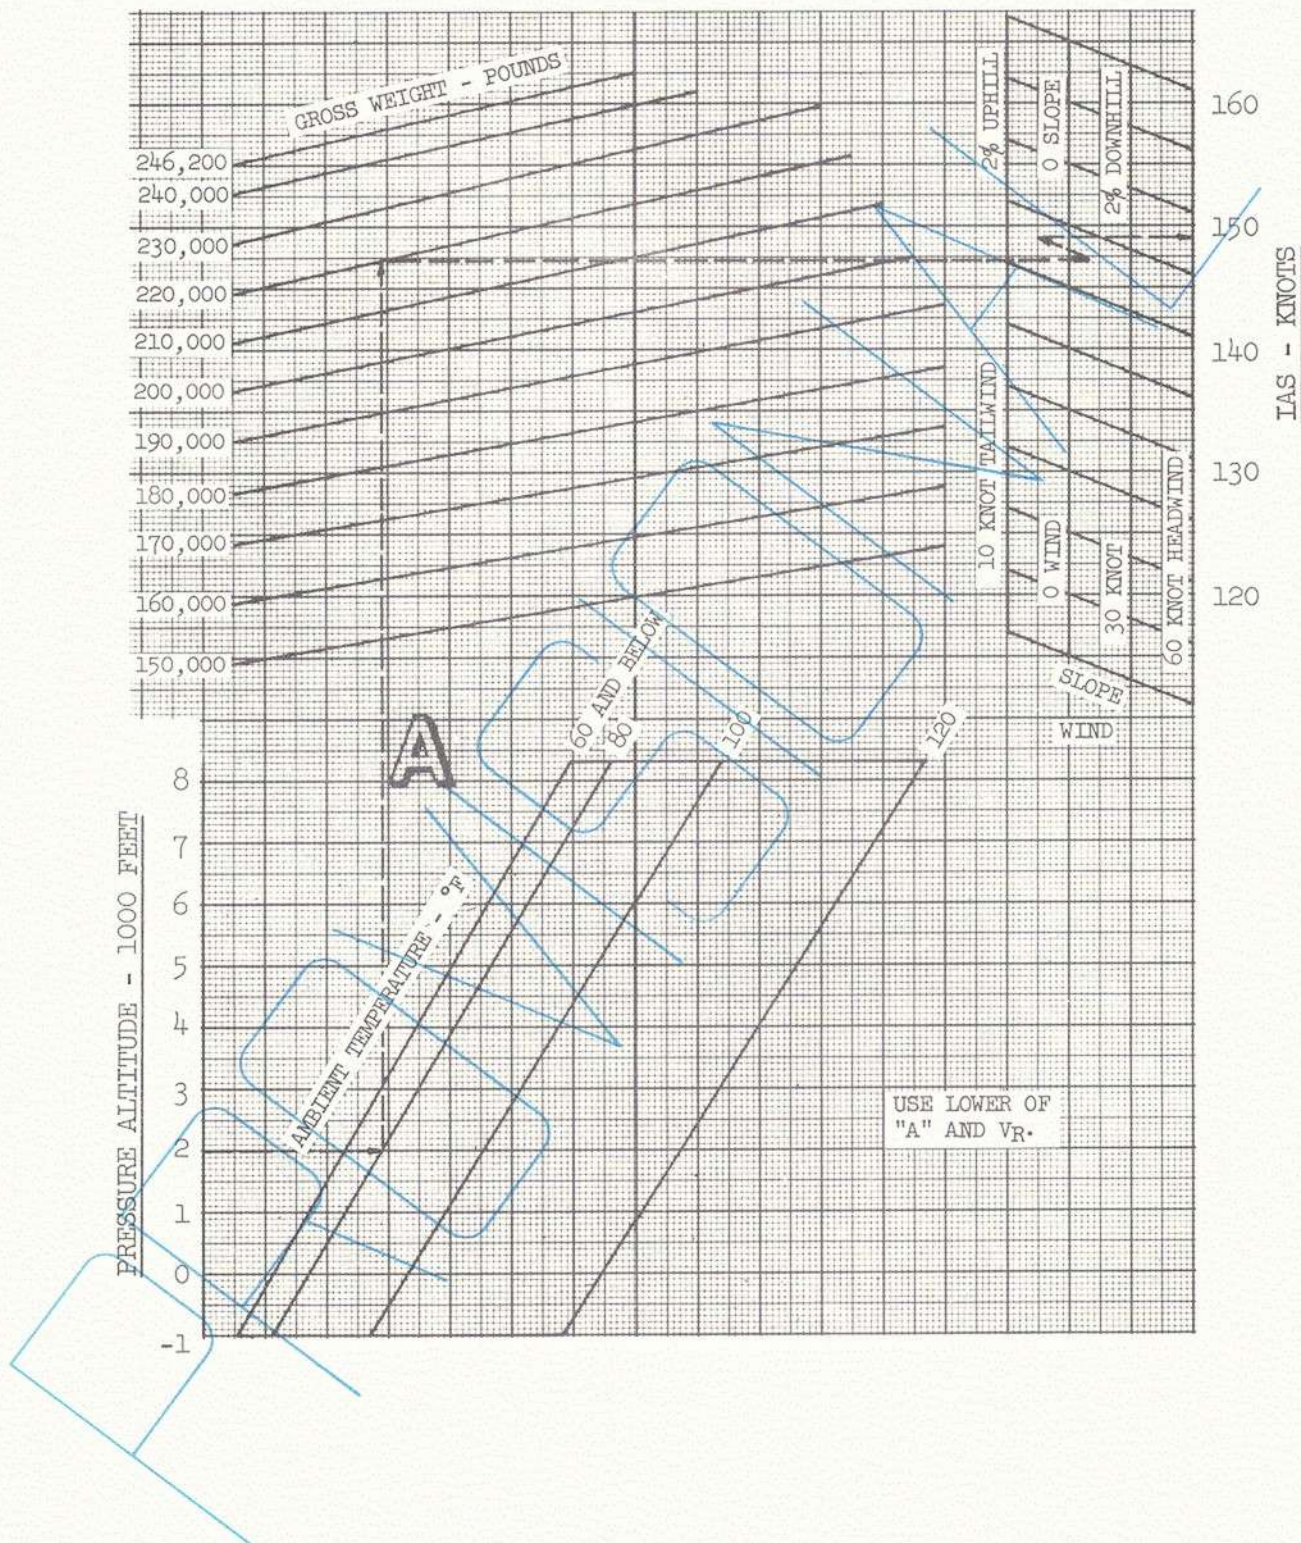 GROSS WEIGHT - POUNDS
246,200
240,000
230,000
220,000
210,000
200,000
190,000
180,000
170,000
160,000
150,000
2% UPHILL
0 SLOPE
2% DOWNHILL
160
150
140
130
120
IAS - KNOTS
10 KNOT TAILWIND
0 WIND
30 KNOT
60 KNOT HEADWIND
SLOPE
WIND
A
60 AND BELOW
80
100
120
AMBIENT TEMPERATURE - °F
PRESSURE ALTITUDE - 1000 FEET
8
7
6
5
4
3
2
1
0
-1
USE LOWER OF
"A" AND VR.